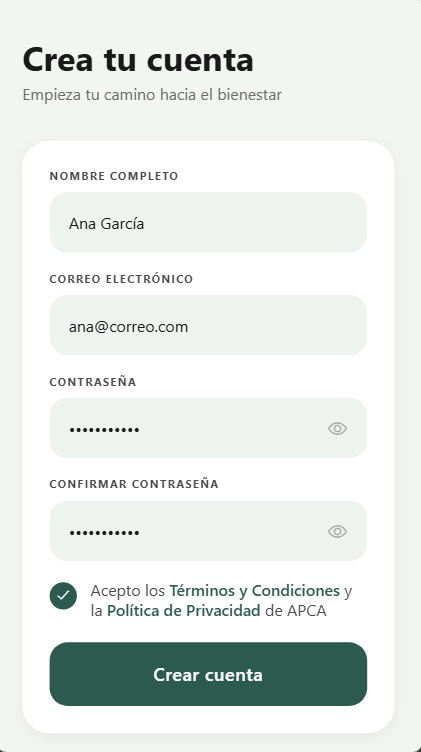 Crea tu cuenta
Empieza tu camino hacia el bienestar
NOMBRE COMPLETO
Ana García
CORREO ELECTRÓNICO
ana@correo.com
CONTRASEÑA
•••••••••••
CONFIRMAR CONTRASEÑA
•••••••••••
Acepto los Términos y Condiciones y
la Política de Privacidad de APCA
Crear cuenta